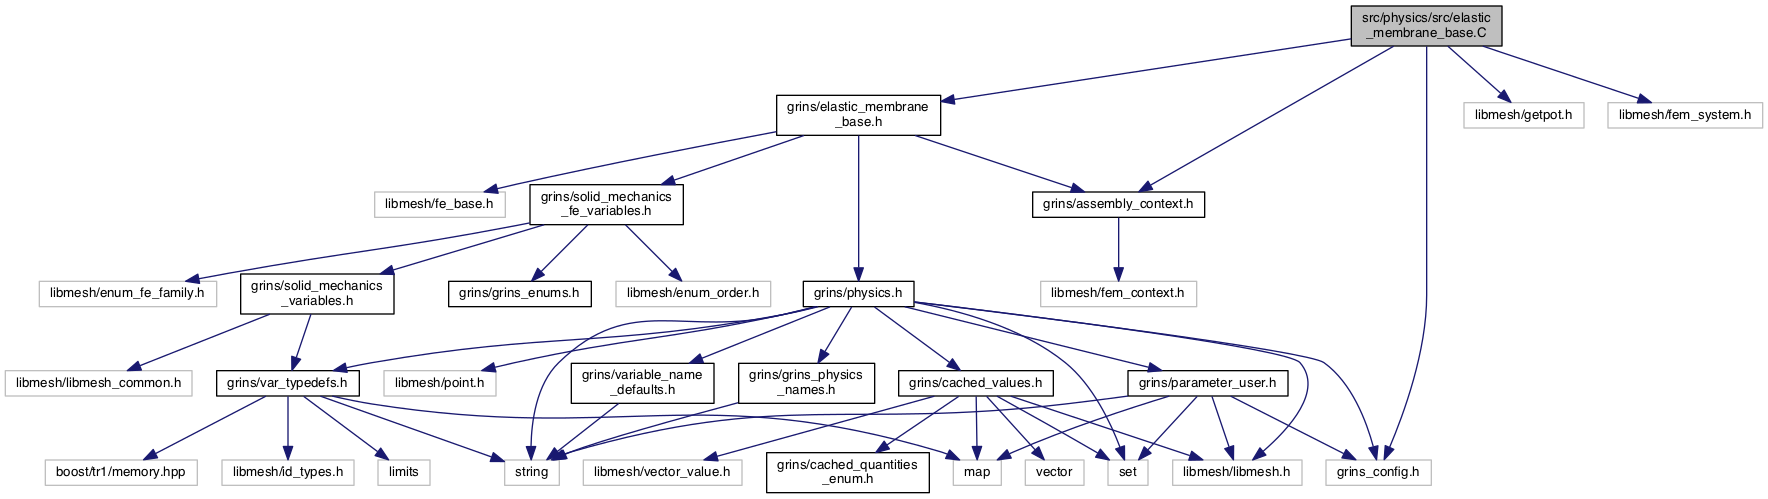 src/physics/src/elastic
_membrane_base.C
grins/elastic_membrane
_base.h
libmesh/getpot.h
libmesh/fem_system.h
libmesh/fe_base.h
grins/solid_mechanics
_fe_variables.h
grins/assembly_context.h
libmesh/enum_fe_family.h
grins/solid_mechanics
_variables.h
grins/grins_enums.h
libmesh/enum_order.h
grins/physics.h
libmesh/fem_context.h
libmesh/libmesh_common.h
grins/var_typedefs.h
libmesh/point.h
grins/variable_name
_defaults.h
grins/grins_physics
_names.h
grins/cached_values.h
grins/parameter_user.h
boost/tr1/memory.hpp
libmesh/id_types.h
limits
string
libmesh/vector_value.h
grins/cached_quantities
_enum.h
map
vector
set
libmesh/libmesh.h
grins_config.h